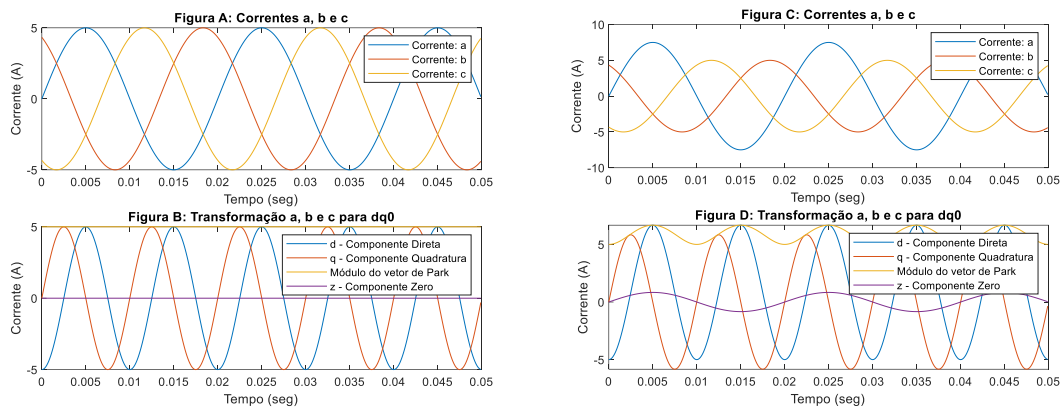 Figura A: Correntes a, b e c
Corrente (A)
5
0
-5
Corrente: a
Corrente: b
Corrente: c
0 0.005 0.01 0.015 0.02 0.025 0.03 0.035 0.04 0.045 0.05
Tempo (seg)
Figura B: Transformação a, b e c para dq0
Corrente (A)
5
0
-5
d - Componente Direta
q - Componente Quadratura
Módulo do vetor de Park
z - Componente Zero
0 0.005 0.01 0.015 0.02 0.025 0.03 0.035 0.04 0.045 0.05
Tempo (seg)
Figura C: Correntes a, b e c
Corrente (A)
10
5
0
-5
-10
Corrente: a
Corrente: b
Corrente: c
0 0.005 0.01 0.015 0.02 0.025 0.03 0.035 0.04 0.045 0.05
Tempo (seg)
Figura D: Transformação a, b e c para dq0
Corrente (A)
5
0
-5
d - Componente Direta
q - Componente Quadratura
Módulo do vetor de Park
z - Componente Zero
0 0.005 0.01 0.015 0.02 0.025 0.03 0.035 0.04 0.045 0.05
Tempo (seg)